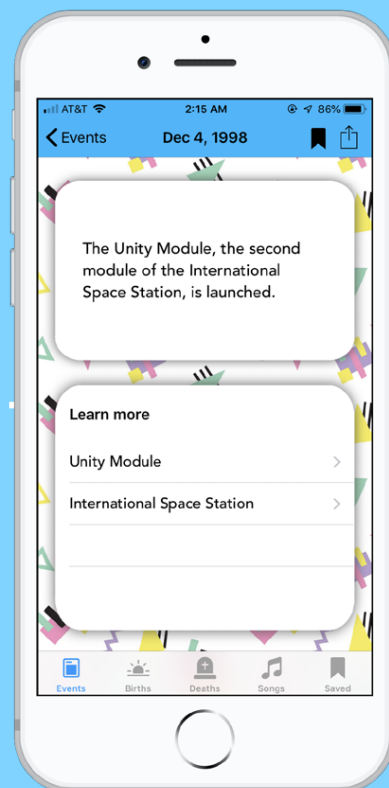 AT&T 2:15 AM 86%
Events Dec 4, 1998
The Unity Module, the second
module of the International
Space Station, is launched.
Learn more
Unity Module
International Space Station
Events Births Deaths Songs Saved